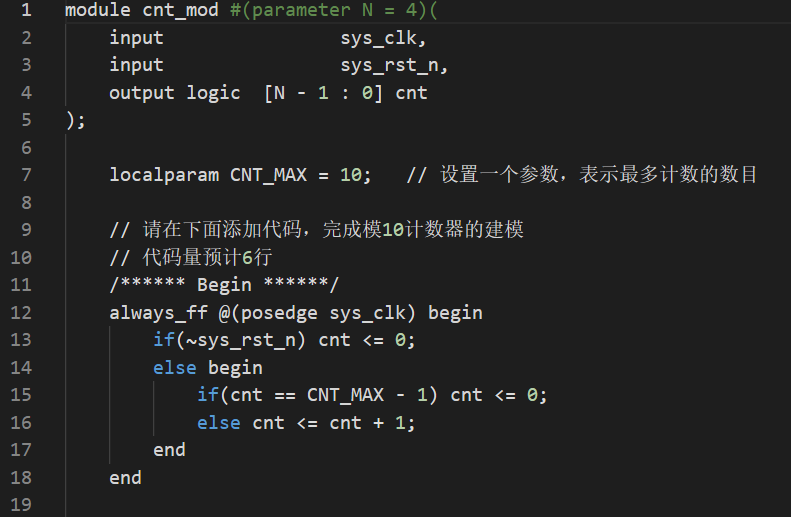 1 module cnt_mod #(parameter N = 4)(
2 input sys_clk,
3 input sys_rst_n,
4 output logic [N - 1 : 0] cnt
5 );
6
7 localparam CNT_MAX = 10; // 设置一个参数，表示最多计数的数目
8
9 // 请在下面添加代码，完成模10计数器的建模
10 // 代码量预计6行
11 /****** Begin ******/
12 always_ff @(posedge sys_clk) begin
13 if(~sys_rst_n) cnt <= 0;
14 else begin
15 if(cnt == CNT_MAX - 1) cnt <= 0;
16 else cnt <= cnt + 1;
17 end
18 end
19